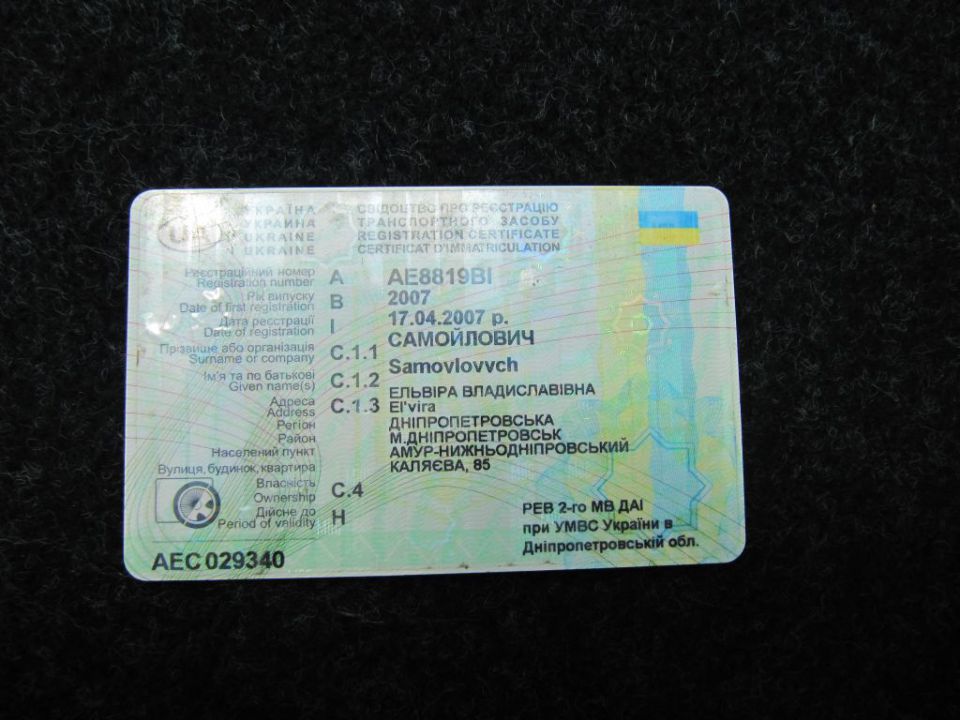 UA
УКРАЇНА
УКРАИНА
UKRAINE
UKRAINE
СВІДОЦТВО ПРО РЕЄСТРАЦІЮ
ТРАНСПОРТНОГО ЗАСОБУ
REGISTRATION CERTIFICATE
CERTIFICAT D'IMMATRICULATION
Реєстраційний номер A AE8819BI
Registration number
Рік випуску B 2007
Date of first registration
Дата реєстрації I 17.04.2007 р.
Date of registration
Прізвище або організація C.1.1 САМОЙЛОВИЧ
Surname or company Samovlovvch
Ім'я та по батькові C.1.2 ЕЛЬВІРА ВЛАДИСЛАВІВНА
Given name(s) El'vira
Адреса C.1.3
Address
Регіон ДНІПРОПЕТРОВСЬКА
Район М.ДНІПРОПЕТРОВСЬК
Населений пункт АМУР-НИЖНЬОДНІПРОВСЬКИЙ
Вулиця, будинок, квартира КАЛЯЄВА, 85
Власність C.4
Ownership
Дійсне до H
Period of validity
РЕВ 2-го МВ ДАІ
при УМВС України в
Дніпропетровській обл.
АЕС 029340